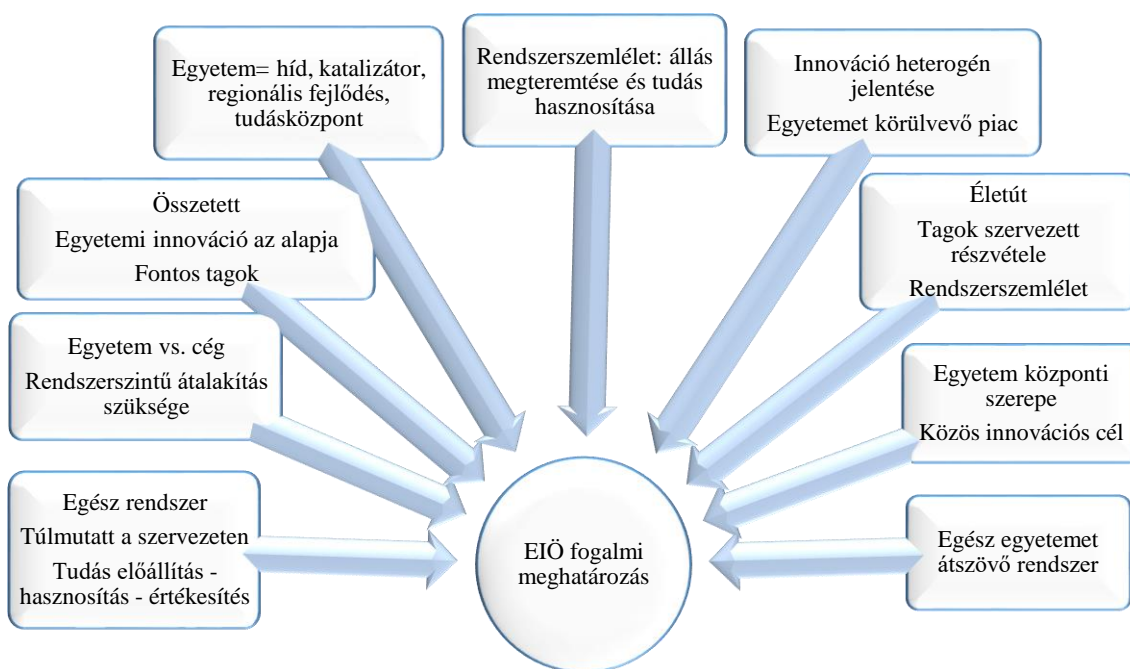 Egyetem= híd, katalizátor,
regionális fejlődés,
tudásközpont
Rendszerszemlélet: állás
megteremtése és tudás
hasznosítása
Innováció heterogén
jelentése
Egyetemet körülvevő piac
Összetett
Egyetemi innováció az alapja
Fontos tagok
Életút
Tagok szervezett
részvétele
Rendszerszemlélet
Egyetem vs. cég
Rendszerszintű átalakítás
szüksége
Egyetem központi
szerepe
Közös innovációs cél
Egész rendszer
Túlmutatt a szervezeten
Tudás előállítás -
hasznosítás - értékesítés
EIÖ fogalmi
meghatározás
Egész egyetemet
átszövő rendszer